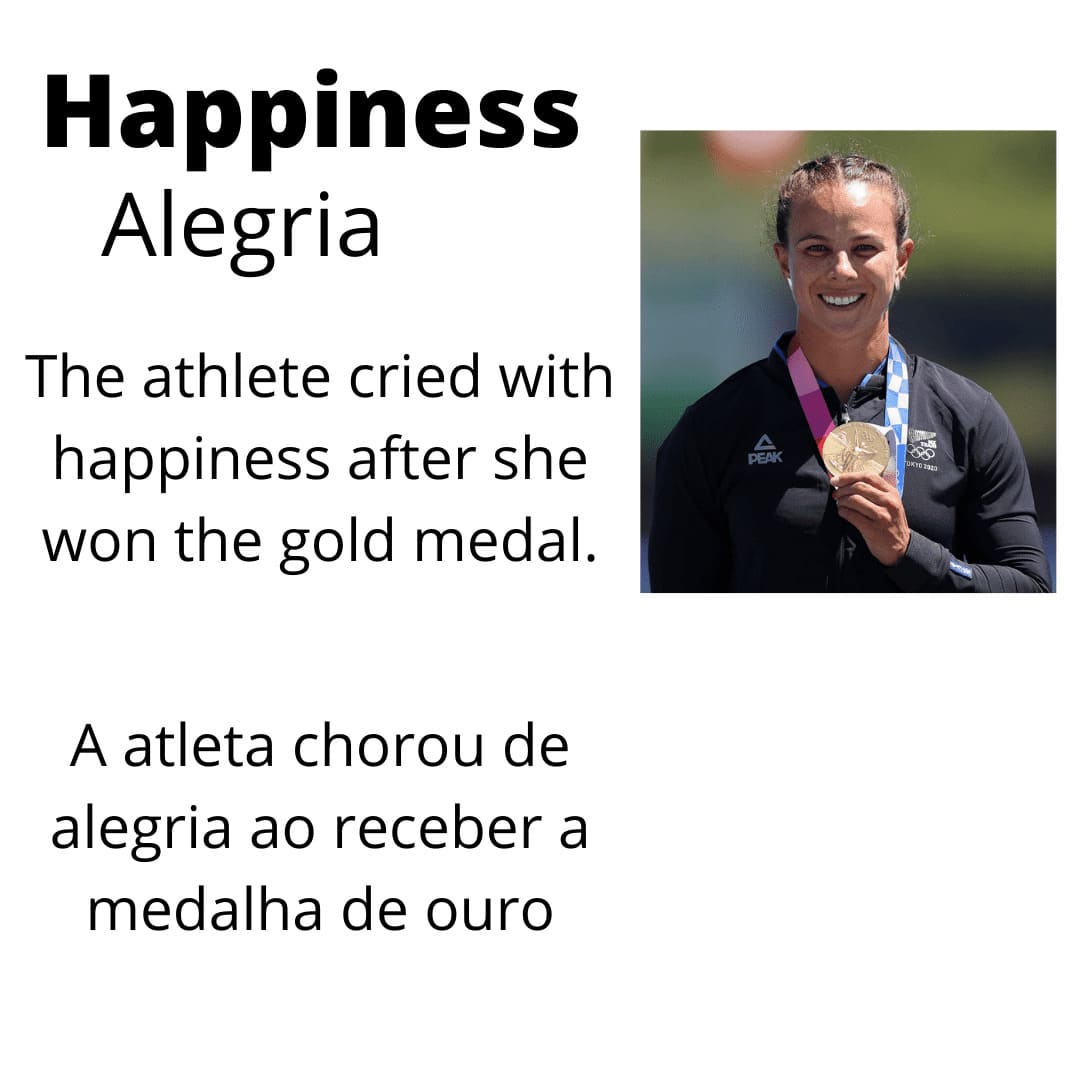 Happiness
Alegria
The athlete cried with
happiness after she
won the gold medal.
A atleta chorou de
alegria ao receber a
medalha de ouro
PEAK
TOKYO 2020